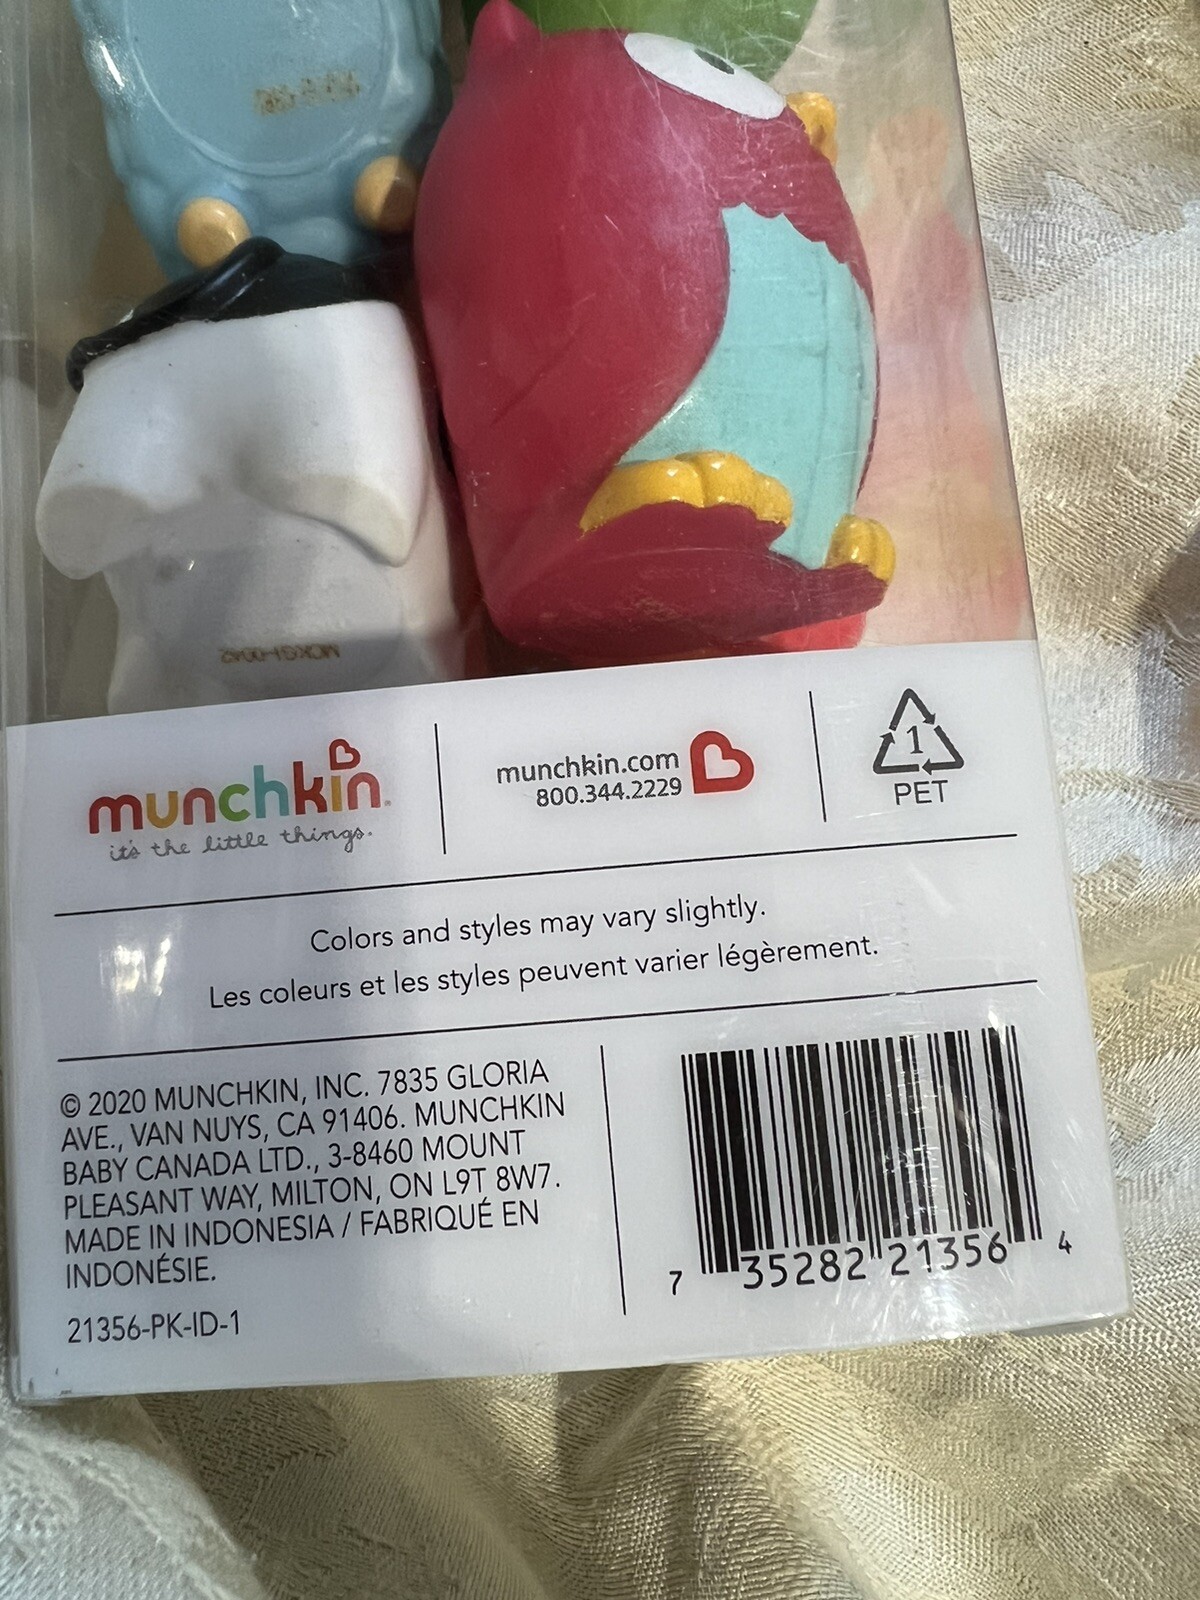 munchkin®
it's the little things.
munchkin.com
800.344.2229
1
PET
Colors and styles may vary slightly.
Les couleurs et les styles peuvent varier légèrement.
© 2020 MUNCHKIN, INC. 7835 GLORIA
AVE., VAN NUYS, CA 91406. MUNCHKIN
BABY CANADA LTD., 3-8460 MOUNT
PLEASANT WAY, MILTON, ON L9T 8W7.
MADE IN INDONESIA / FABRIQUÉ EN
INDONÉSIE.
21356-PK-ID-1
7 35282 21356 4